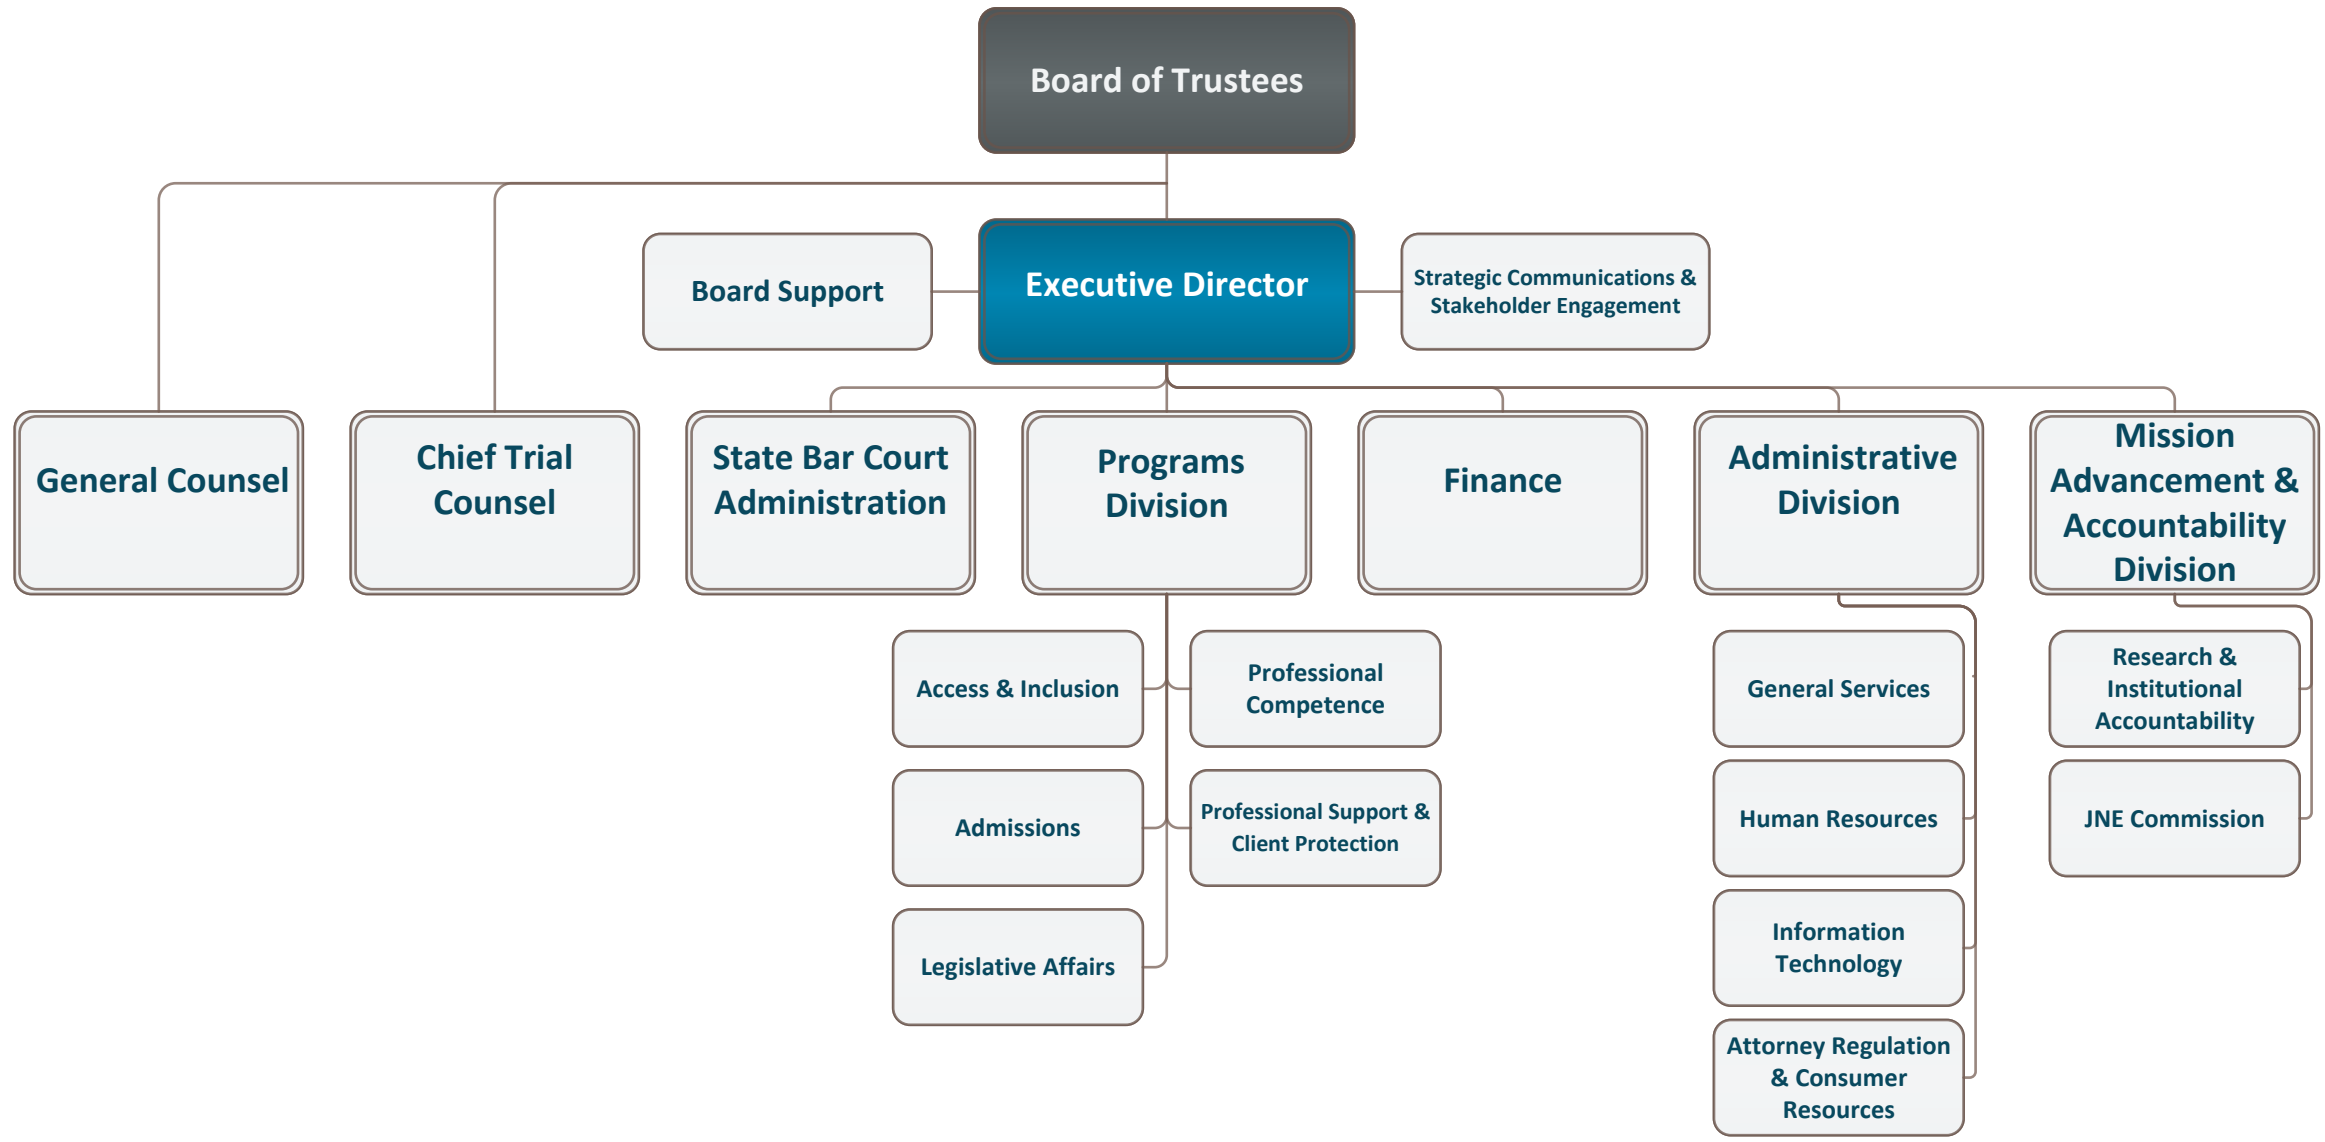 Board of Trustees
Board Support
Executive Director
Strategic Communications &
Stakeholder Engagement
General Counsel
Chief Trial
Counsel
State Bar Court
Administration
Programs
Division
Finance
Administrative
Division
Mission
Advancement &
Accountability
Division
Access & Inclusion
Professional
Competence
Admissions
Professional Support &
Client Protection
Legislative Affairs
General Services
Human Resources
Information
Technology
Attorney Regulation
& Consumer
Resources
Research &
Institutional
Accountability
JNE Commission